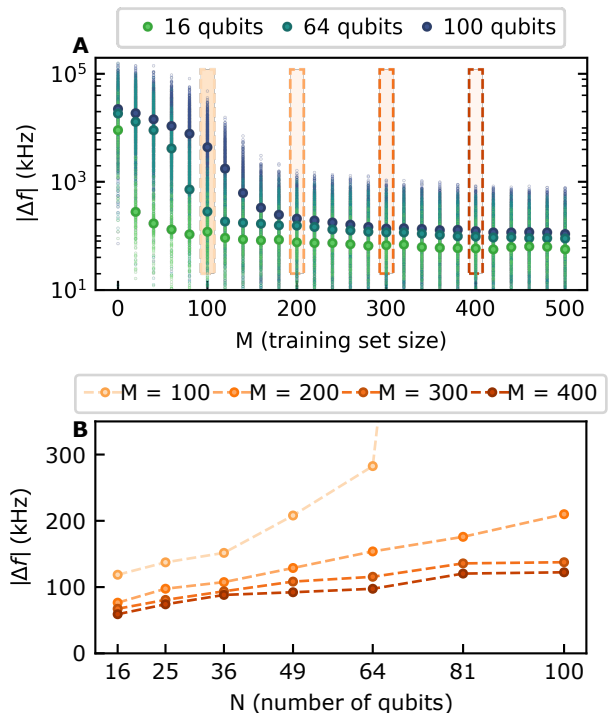 16 qubits 64 qubits 100 qubits
A
10^5
10^3
10^1
|Δf| (kHz)
0 100 200 300 400 500
M (training set size)
M = 100 M = 200 M = 300 M = 400
B
300
200
100
0
|Δf| (kHz)
16 25 36 49 64 81 100
N (number of qubits)